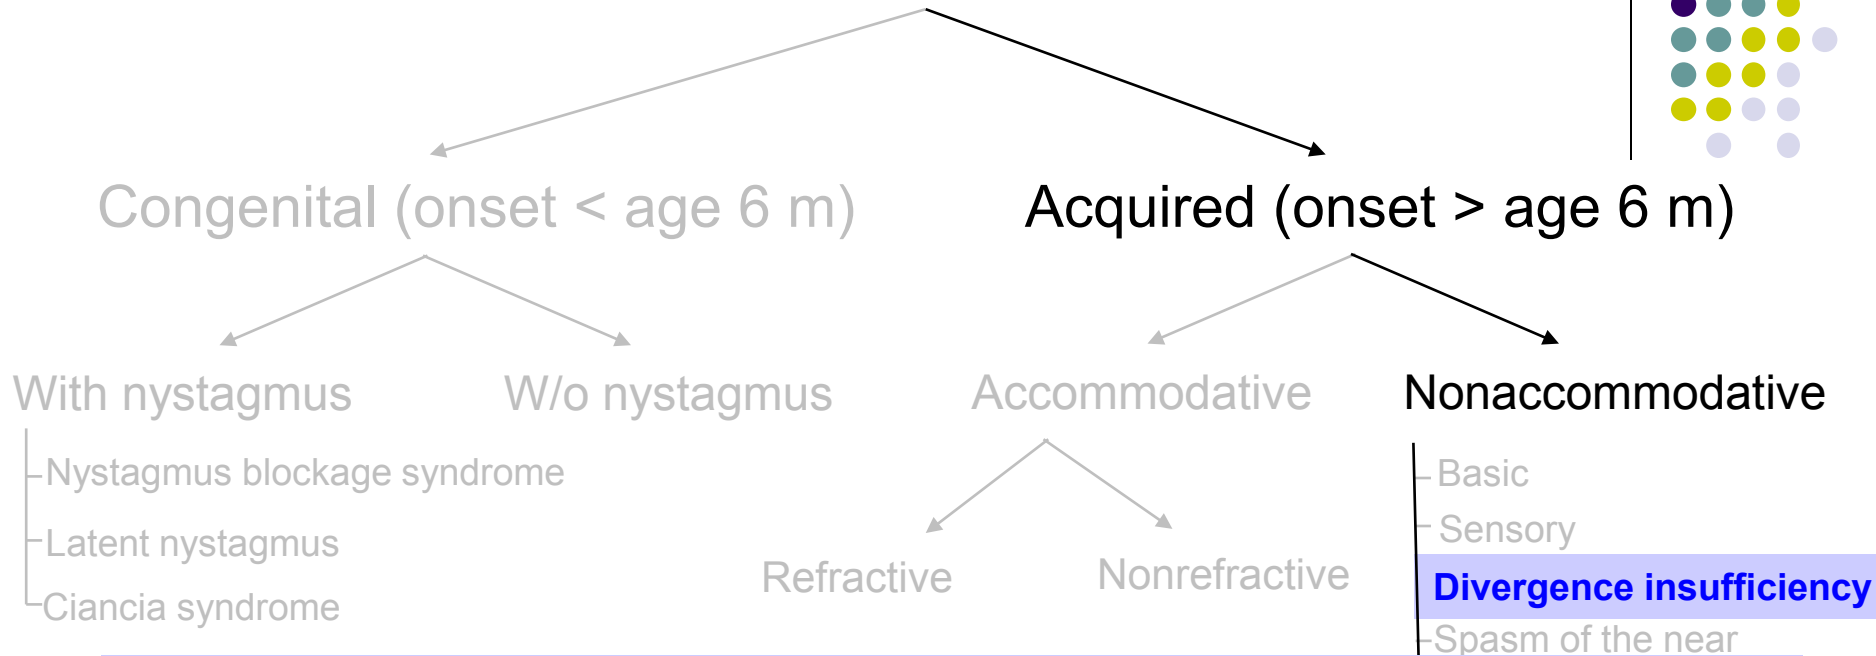 Congenital (onset < age 6 m)
Acquired (onset > age 6 m)
With nystagmus
W/o nystagmus
Accommodative
Nonaccommodative
Nystagmus blockage syndrome
Latent nystagmus
Ciancia syndrome
Refractive
Nonrefractive
Basic
Sensory
Divergence insufficiency
Spasm of the near